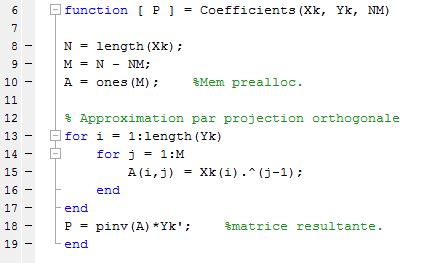 6 function [ P ] = Coefficients(Xk, Yk, NM)
7
8 - N = length(Xk);
9 - M = N - NM;
10 - A = ones(M); %Mem prealloc.
11
12 % Approximation par projection orthogonale
13 - for i = 1:length(Yk)
14 - for j = 1:M
15 - A(i,j) = Xk(i).^(j-1);
16 - end
17 - end
18 - P = pinv(A)*Yk'; %matrice resultante.
19 - end